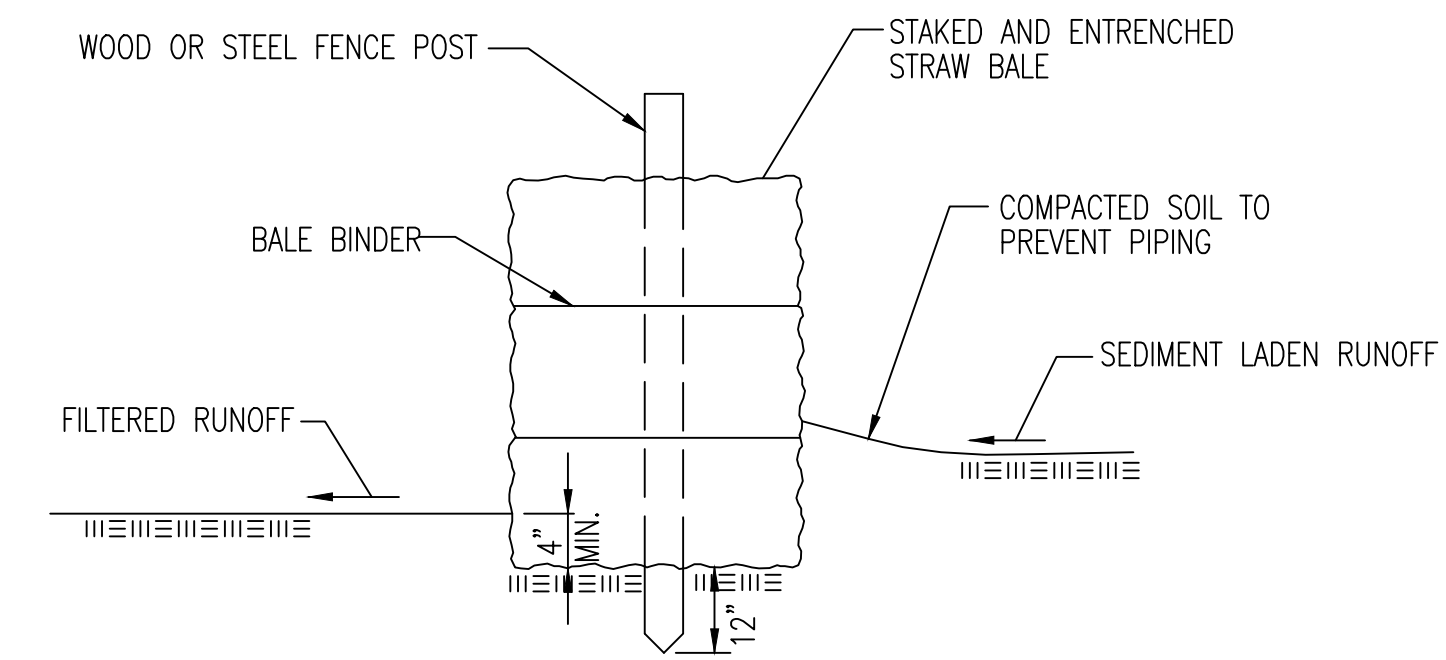 WOOD OR STEEL FENCE POST
STAKED AND ENTRENCHED
STRAW BALE
BALE BINDER
COMPACTED SOIL TO
PREVENT PIPING
SEDIMENT LADEN RUNOFF
FILTERED RUNOFF
4"
MIN.
12"